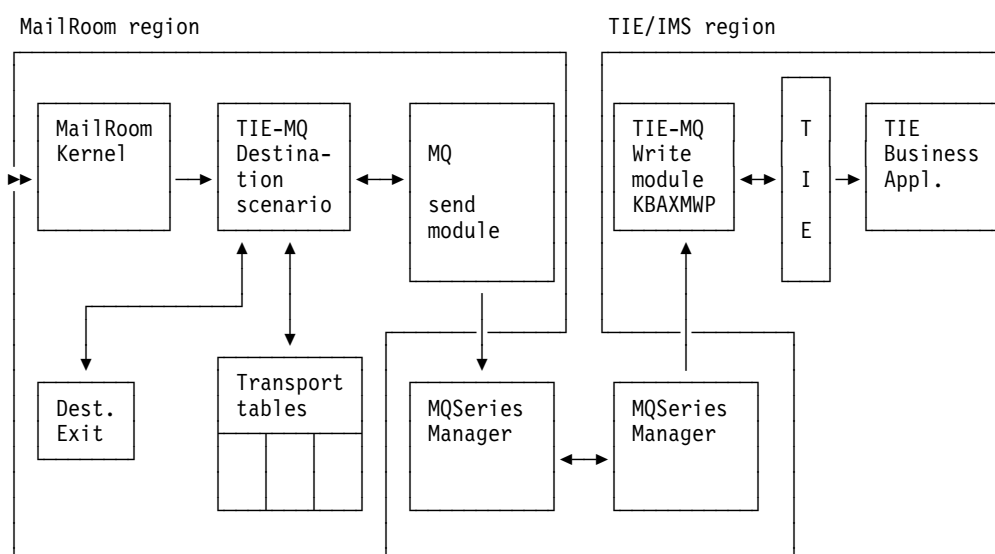 MailRoom region
TIE/IMS region
MailRoom
Kernel
TIE-MQ
Destina-
tion
scenario
MQ
send
module
TIE-MQ
Write
module
KBAXMWP
T
I
E
TIE
Business
Appl.
Dest.
Exit
Transport
tables
MQSeries
Manager
MQSeries
Manager